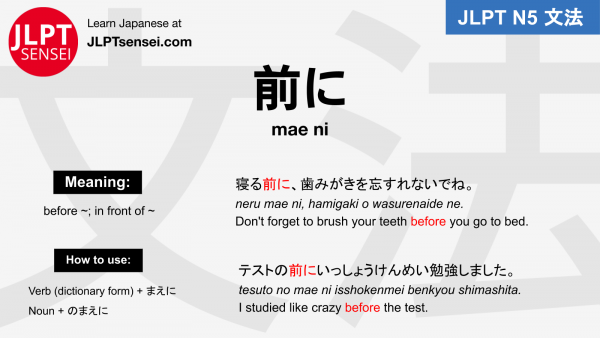 JLPT
SENSEI
Learn Japanese at
JLPTsensei.com
JLPT N5 文法
文法
前に
mae ni
Meaning:
before ~; in front of ~
How to use:
Verb (dictionary form) + まえに
Noun + のまえに
寝る前に、歯みがきを忘すれないでね。
neru mae ni, hamigaki o wasurenaide ne.
Don't forget to brush your teeth before you go to bed.
テストの前にいっしょうけんめい勉強しました。
tesuto no mae ni isshokenmei benkyou shimashita.
I studied like crazy before the test.